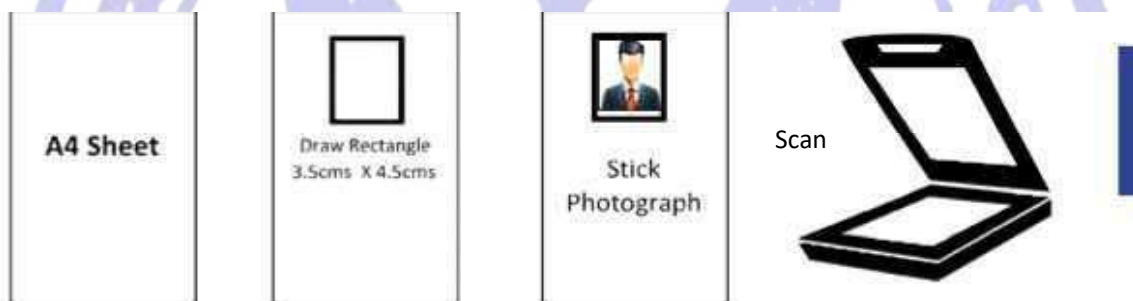 A4 Sheet
Draw Rectangle
3.5cms X 4.5cms
Stick
Photograph
Scan